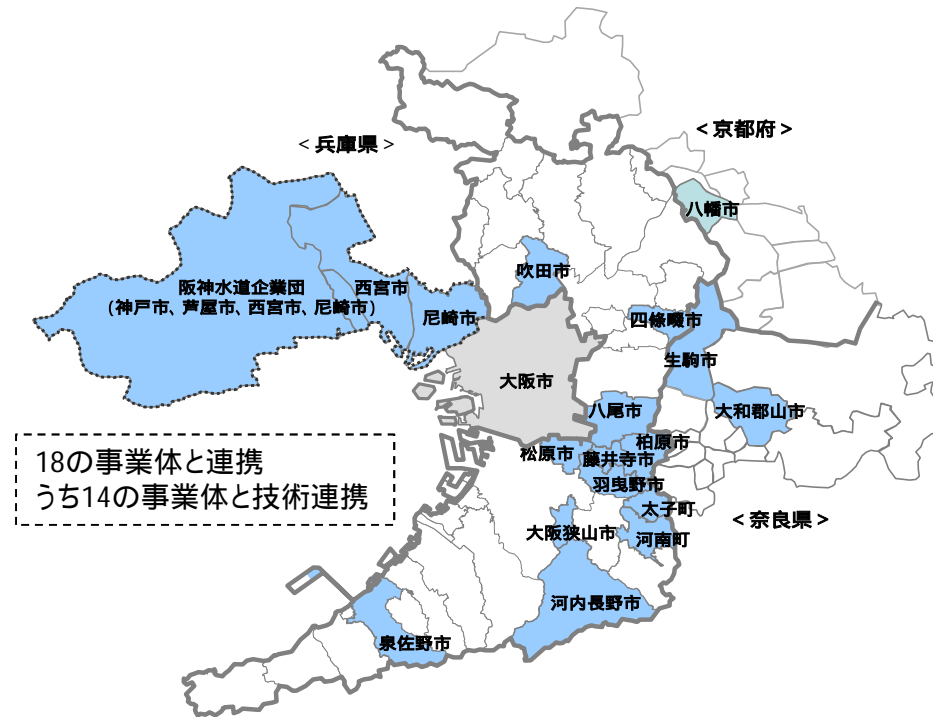 <京都府>
<兵庫県>
八幡市
吹田市
阪神水道企業団
(神戸市、芦屋市、西宮市、尼崎市)
西宮市
尼崎市
四條畷市
生駒市
大阪市
八尾市
大和郡山市
松原市
柏原市
藤井寺市
羽曳野市
太子町
<奈良県>
大阪狭山市
河南町
河内長野市
泉佐野市
18の事業体と連携
うち14の事業体と技術連携